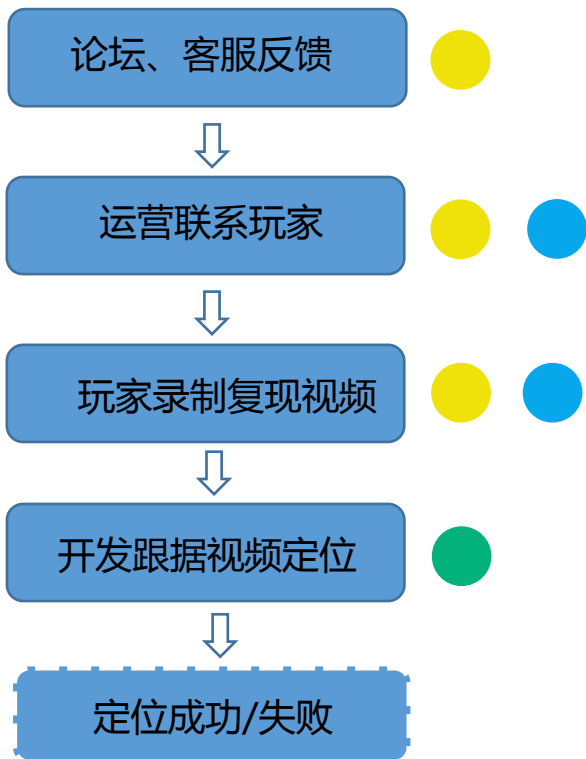 论坛、客服反馈
运营联系玩家
玩家录制复现视频
开发跟据视频定位
定位成功/失败